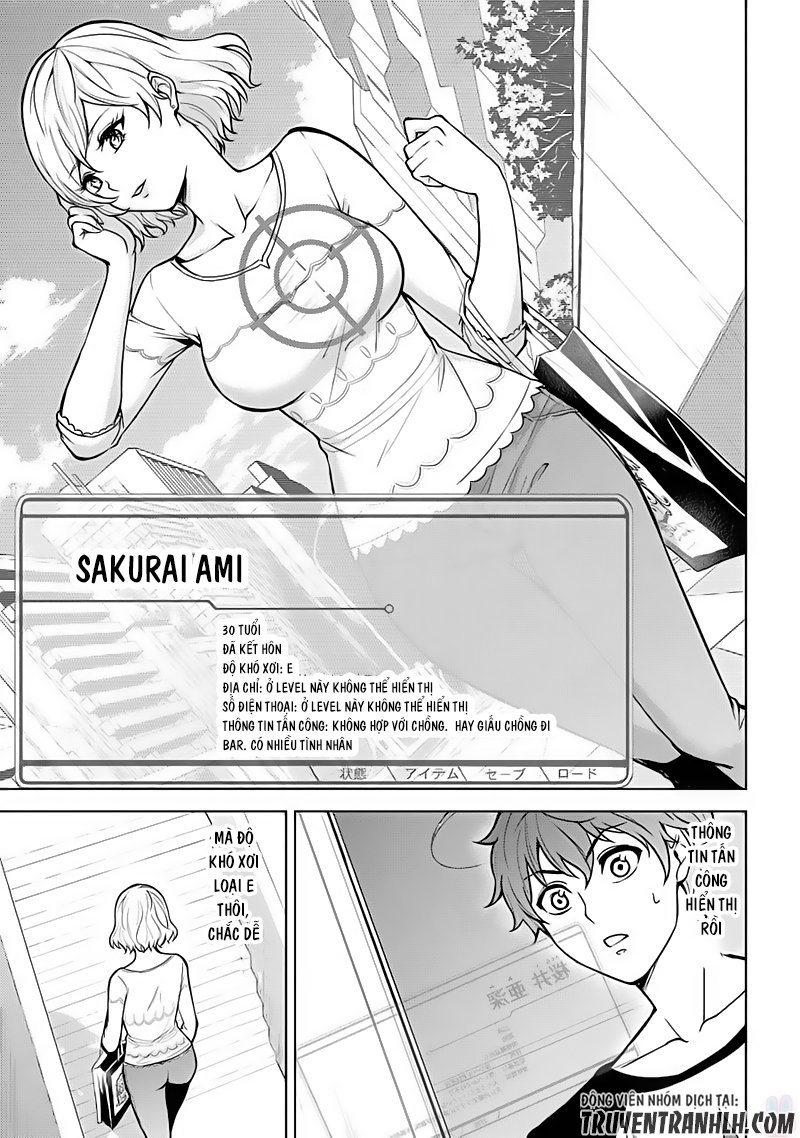 SAKURAI AMI
30 TUỔI
ĐÃ KẾT HÔN
ĐỘ KHÓ XƠI: E
ĐỊA CHỈ: Ở LEVEL NÀY KHÔNG THỂ HIỂN THỊ
SỐ ĐIỆN THOẠI: Ở LEVEL NÀY KHÔNG THỂ HIỂN THỊ
THÔNG TIN TẤN CÔNG: KHÔNG HỢP VỚI CHỒNG. HAY GIẤU CHỒNG ĐI
BAR. CÓ NHIỀU TÌNH NHÂN
状態 アイテム セーブ ロード
THÔNG
TIN TẤN
CÔNG
HIỂN THỊ
RỒI
桜井 亜深
MÀ ĐỘ
KHÓ XƠI
LOẠI E
THÔI,
CHẮC DỄ
ĐỘNG VIÊN NHÓM DỊCH TẠI:
TRUYENTRANHLH.COM